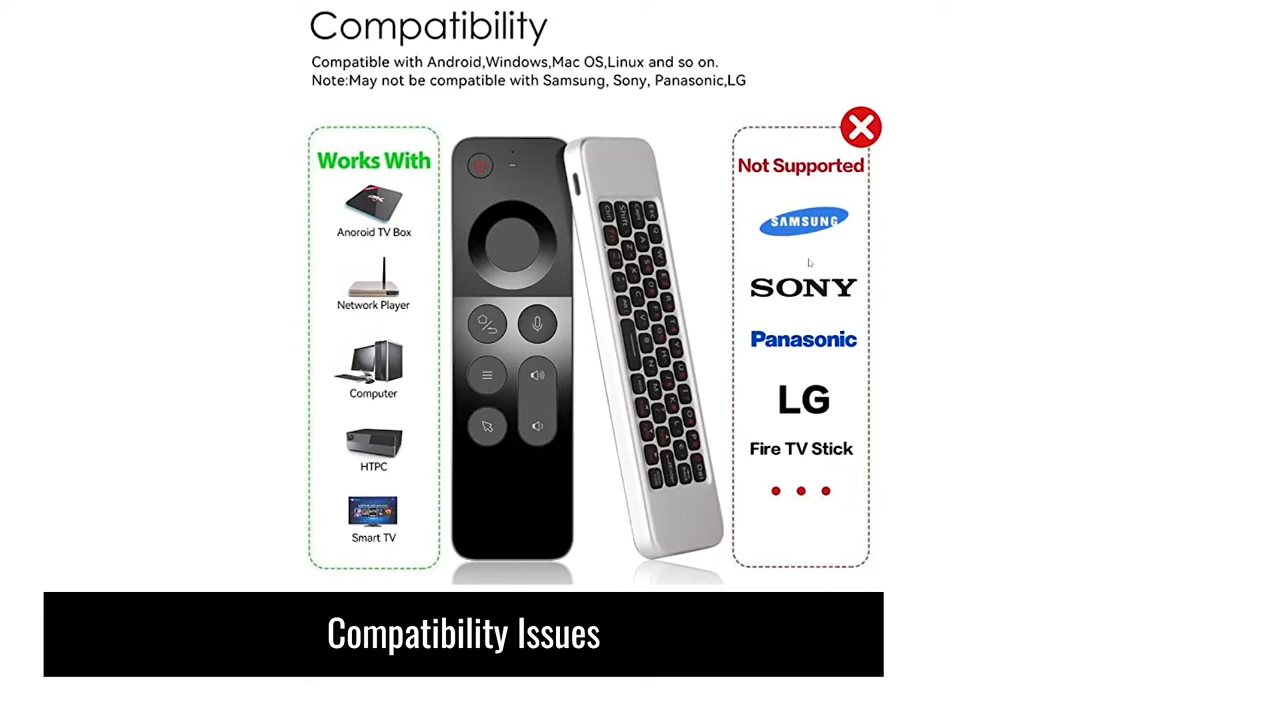 Compatibility
Compatible with Android,Windows,Mac OS,Linux and so on.
Note:May not be compatible with Samsung, Sony, Panasonic,LG
Works With
Anoroid TV Box
Network Player
Computer
HTPC
Smart TV
Not Supported
SAMSUNG
SONY
Panasonic
LG
Fire TV Stick
Compatibility Issues